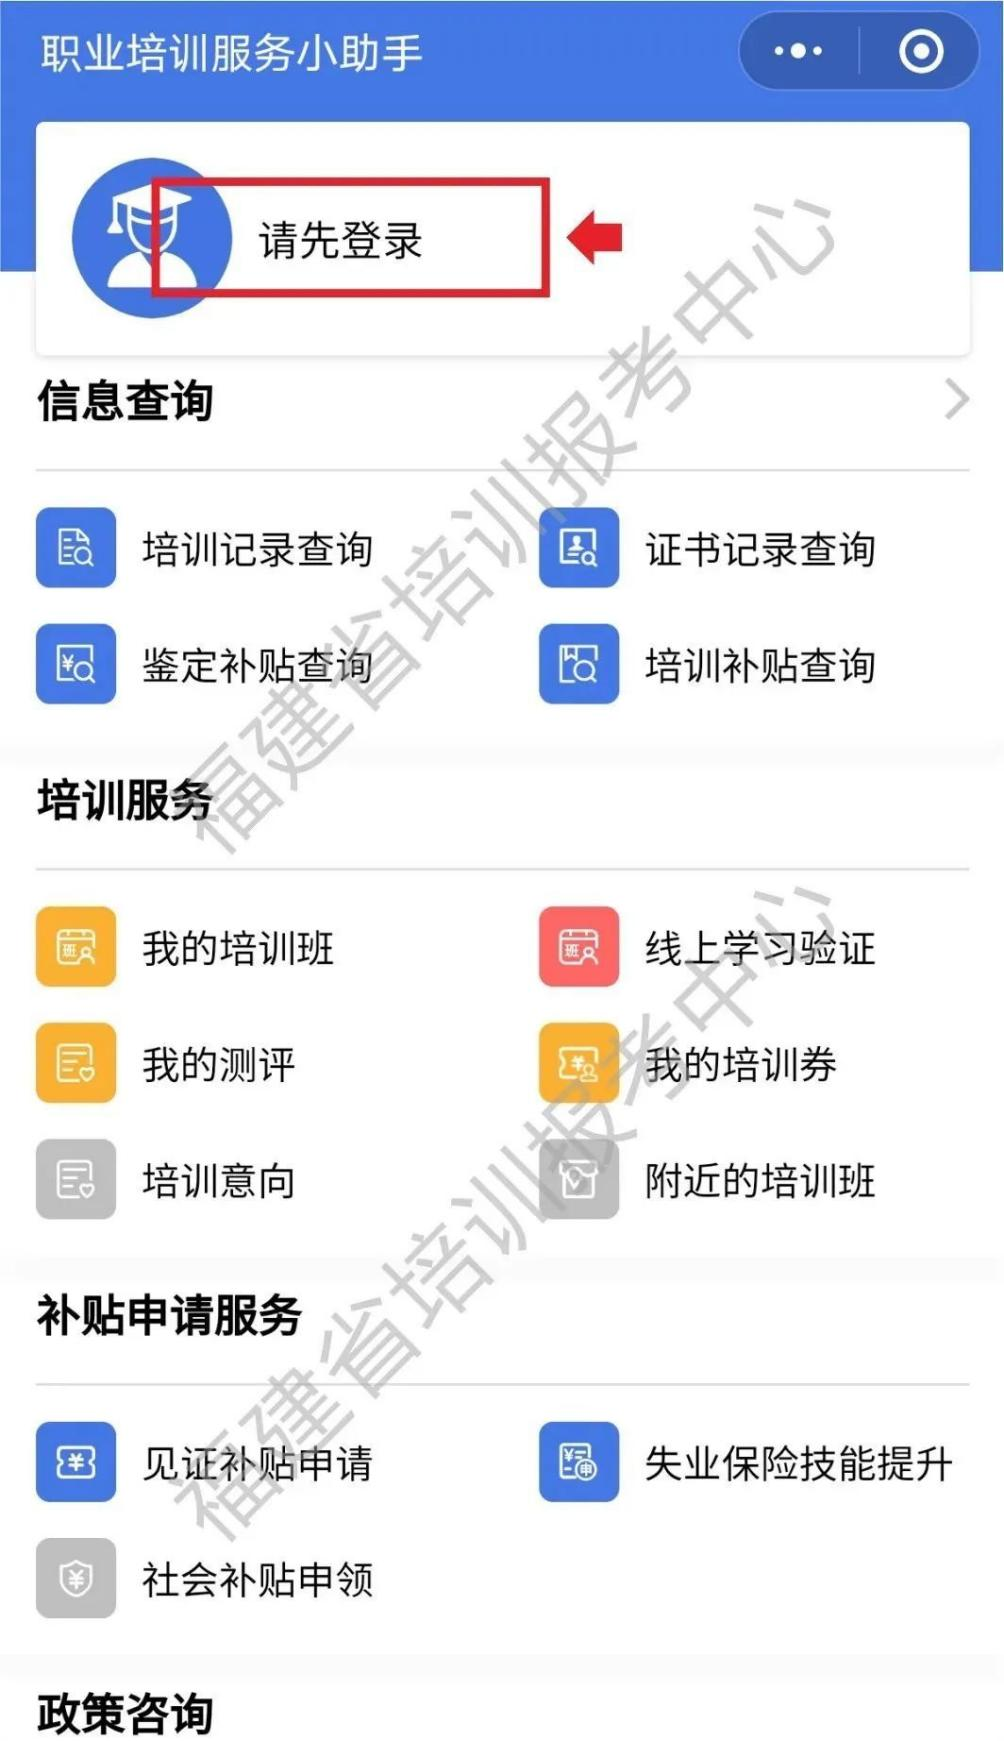 职业培训服务小助手
请先登录
信息查询
培训记录查询
证书记录查询
鉴定补贴查询
培训补贴查询
培训服务
我的培训班
线上学习验证
我的测评
我的培训券
培训意向
附近的培训班
补贴申请服务
见证补贴申请
失业保险技能提升
社会补贴申领
政策咨询
福建省培训报考中心
福建省培训报考中心